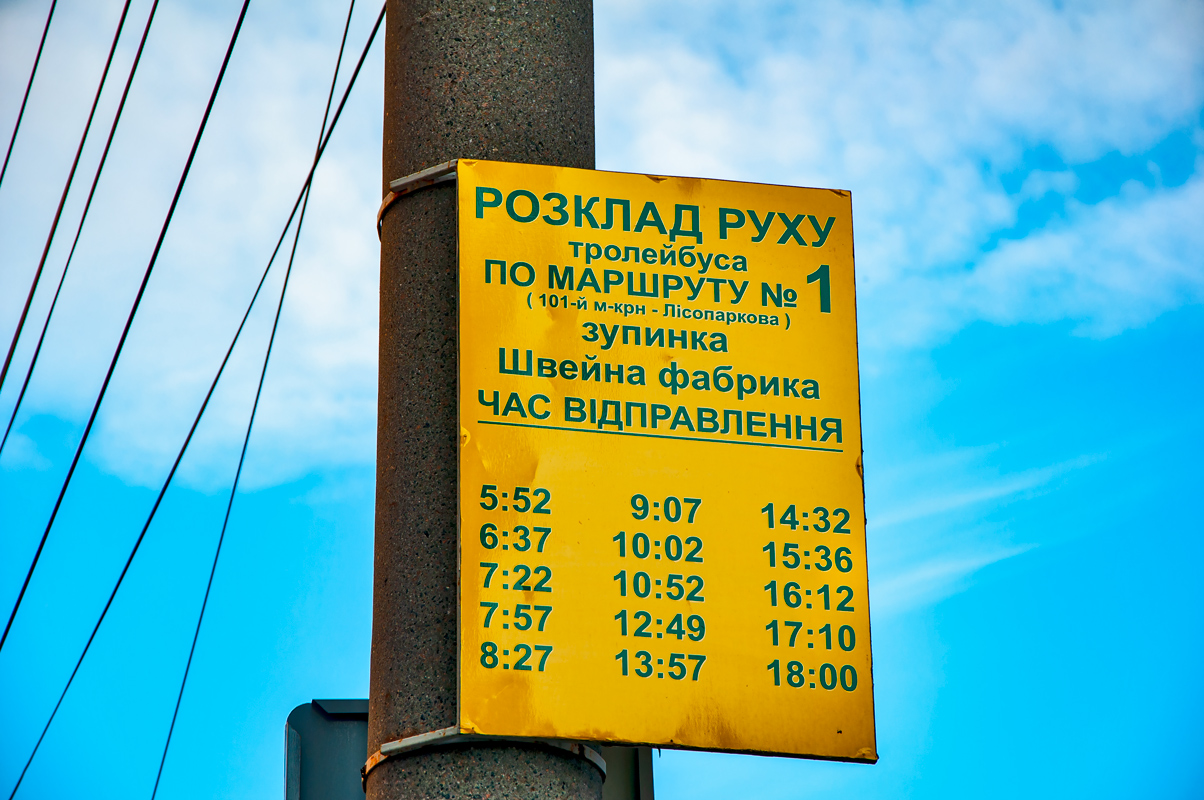 РОЗКЛАД РУХУ
тролейбуса
ПО МАРШРУТУ № 1
( 101-й м-крн - Лісопаркова )
зупинка
Швейна фабрика
ЧАС ВІДПРАВЛЕННЯ
5:52 9:07 14:32
6:37 10:02 15:36
7:22 10:52 16:12
7:57 12:49 17:10
8:27 13:57 18:00